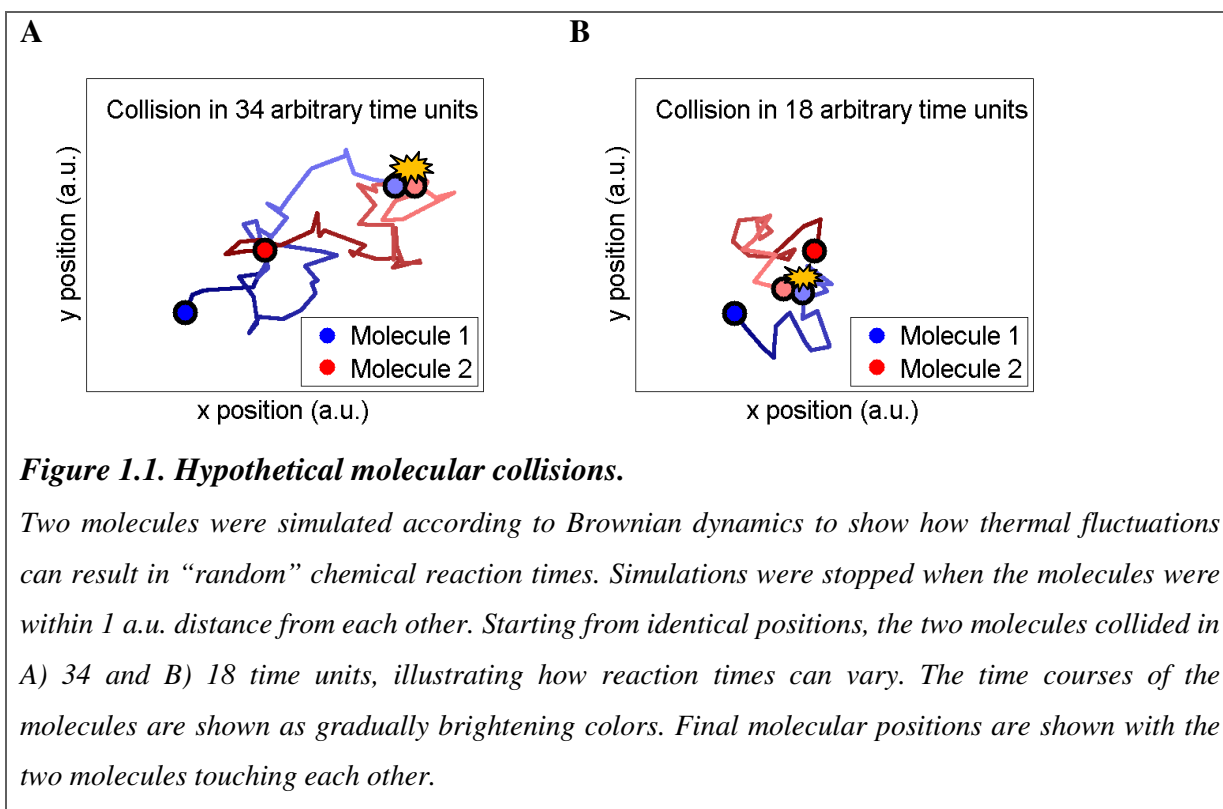 A
B
Collision in 34 arbitrary time units
y position (a.u.)
Molecule 1
Molecule 2
x position (a.u.)
Collision in 18 arbitrary time units
y position (a.u.)
Molecule 1
Molecule 2
x position (a.u.)
Figure 1.1. Hypothetical molecular collisions.
Two molecules were simulated according to Brownian dynamics to show how thermal fluctuations
can result in “random” chemical reaction times. Simulations were stopped when the molecules were
within 1 a.u. distance from each other. Starting from identical positions, the two molecules collided in
A) 34 and B) 18 time units, illustrating how reaction times can vary. The time courses of the
molecules are shown as gradually brightening colors. Final molecular positions are shown with the
two molecules touching each other.